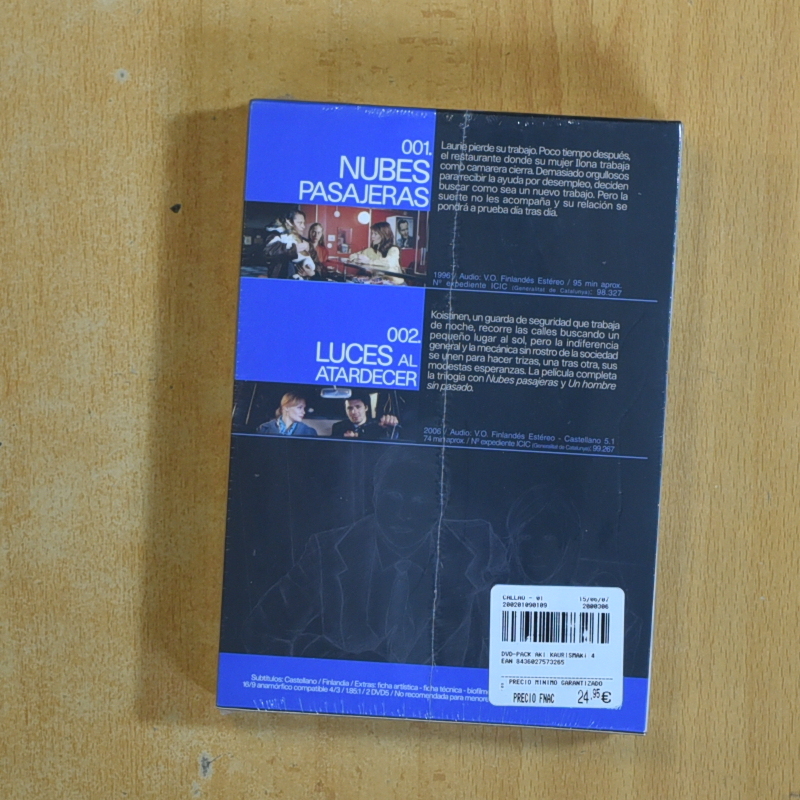 001.
NUBES
PASAJERAS
Laurie pierde su trabajo. Poco tiempo después,
el restaurante donde su mujer Ilona trabaja
como camarera cierra. Demasiado orgullosos
para recibir la ayuda por desempleo, deciden
buscar como sea un nuevo trabajo. Pero la
suerte no les acompaña y su relación se
pondrá a prueba día tras día.
1996 / Audio: V.O. Finlandés Estéreo / 95 min aprox.
Nº expediente ICIC (Generalitat de Catalunya): 98.327
002.
LUCES AL
ATARDECER
Koistinen, un guarda de seguridad que trabaja
de noche, recorre las calles buscando un
pequeño lugar al sol, pero la indiferencia
general y la mecánica sin rostro de la sociedad
se unen para hacer trizas, una tras otra, sus
modestas esperanzas. La película completa
la trilogía con Nubes pasajeras y Un hombre
sin pasado.
2006 / Audio: V.O. Finlandés Estéreo - Castellano 5.1
74 min aprox. / Nº expediente ICIC (Generalitat de Catalunya): 99.267
Subtítulos: Castellano / Finlandia / Extras: ficha artística - ficha técnica - biofilm
16/9 anamórfico compatible 4/3 / 1.85:1 / 2 DVD5 / No recomendada para menore
CALLAO - 01 15/06/07
200201090109 2800306
DVD-PACK AKI KAURISMAKI 4
EAN 8436027573265
PRECIO MINIMO GARANTIZADO
PRECIO FNAC 24.95€